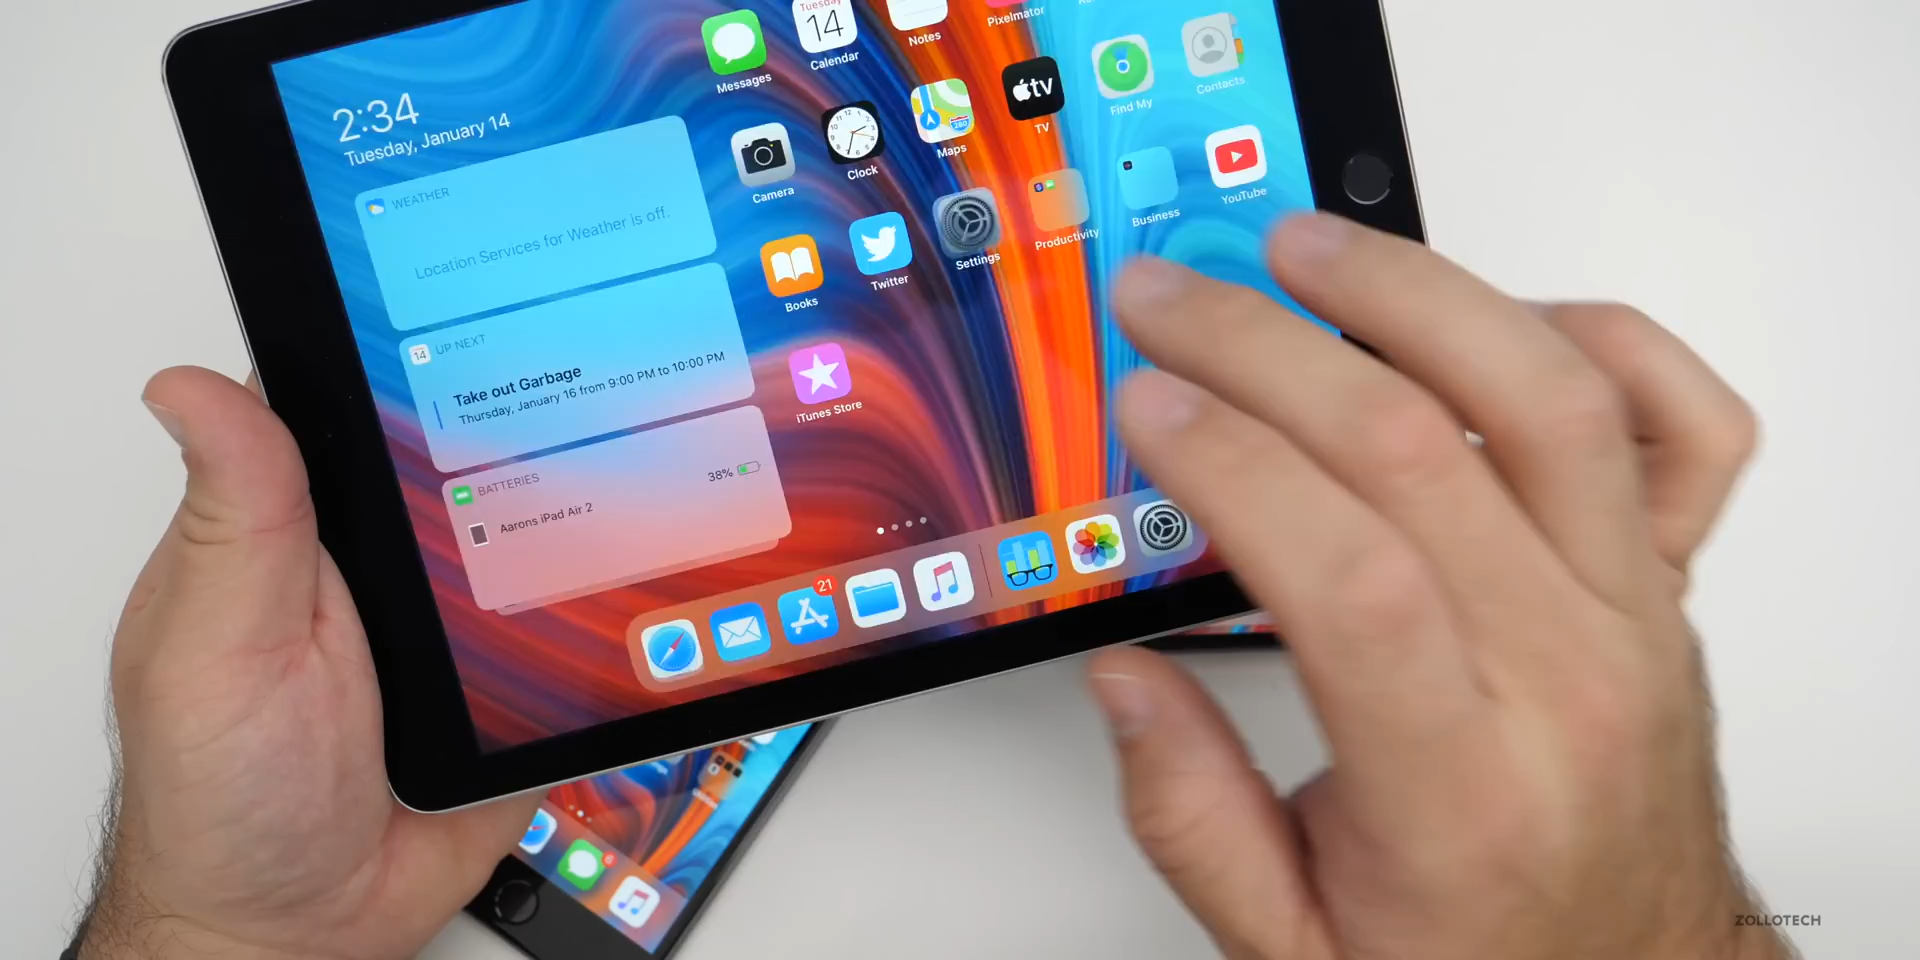 2:34
Tuesday, January 14
WEATHER
Location Services for Weather is off.
14
UP NEXT
Take out Garbage
Thursday, January 16 from 9:00 PM to 10:00 PM
BATTERIES
Aarons iPad Air 2
38%
Messages
Tuesday
14
Calendar
Notes
Pixelmator
Camera
Clock
280
Maps
tv
TV
Find My
Contacts
Books
Twitter
Settings
Productivity
Business
YouTube
iTunes Store
21
6
ZOLLOTECH